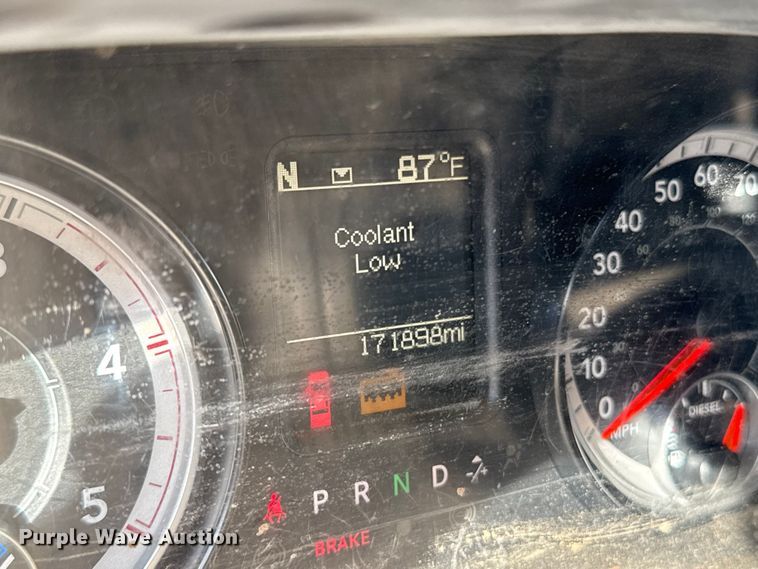 N 87°F
Coolant
Low
171898mi
3
4
5
0
10
20
30
40
50
60
70
MPH
DIESEL
P R N D
BRAKE
Purple Wave Auction